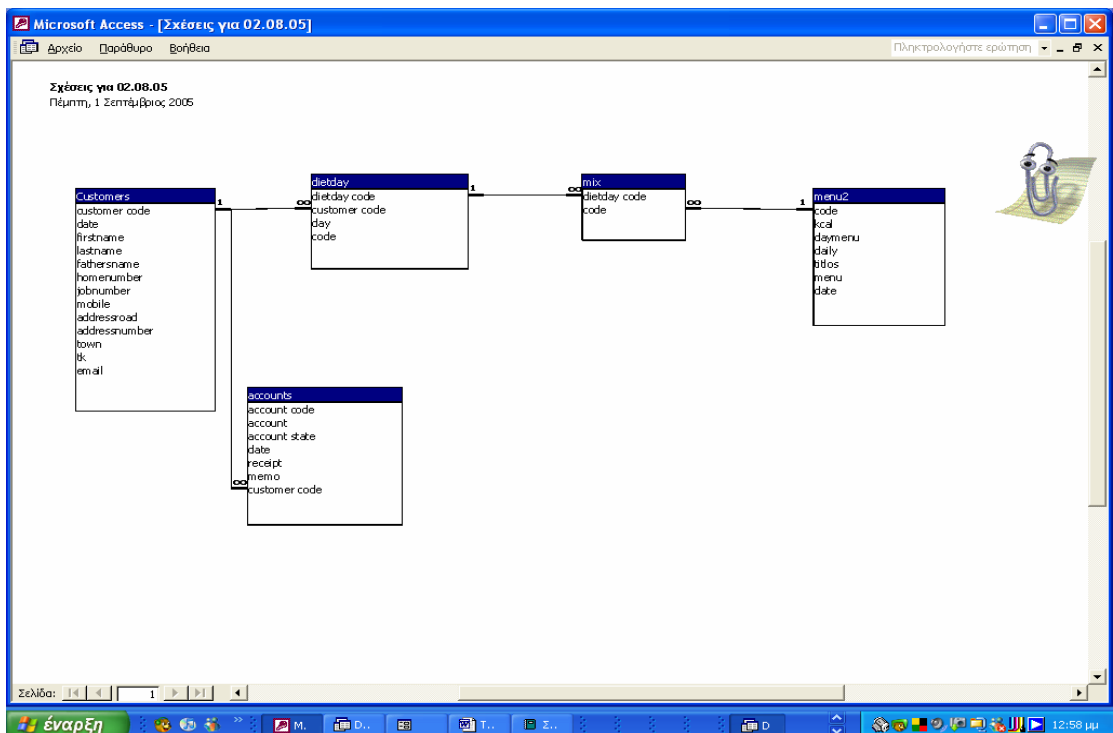 Microsoft Access - [Σχέσεις για 02.08.05]
Αρχείο Παράθυρο Βοήθεια
Πληκτρολογήστε ερώτηση
Σχέσεις για 02.08.05
Πέμπτη, 1 Σεπτέμβριος 2005
Customers
customer code
date
firstname
lastname
fathersname
homenumber
jobnumber
mobile
addressroad
addressnumber
town
tk
email
1
∞
dietday
dietday code
customer code
day
code
1
∞
mix
dietday code
code
∞
1
menu2
code
kcal
daymenu
daily
titlos
menu
date
accounts
account code
account
account state
date
receipt
memo
customer code
∞
Σελίδα: 1
έναρξη
M.
D..
T..
Σ..
D
12:58 μμ